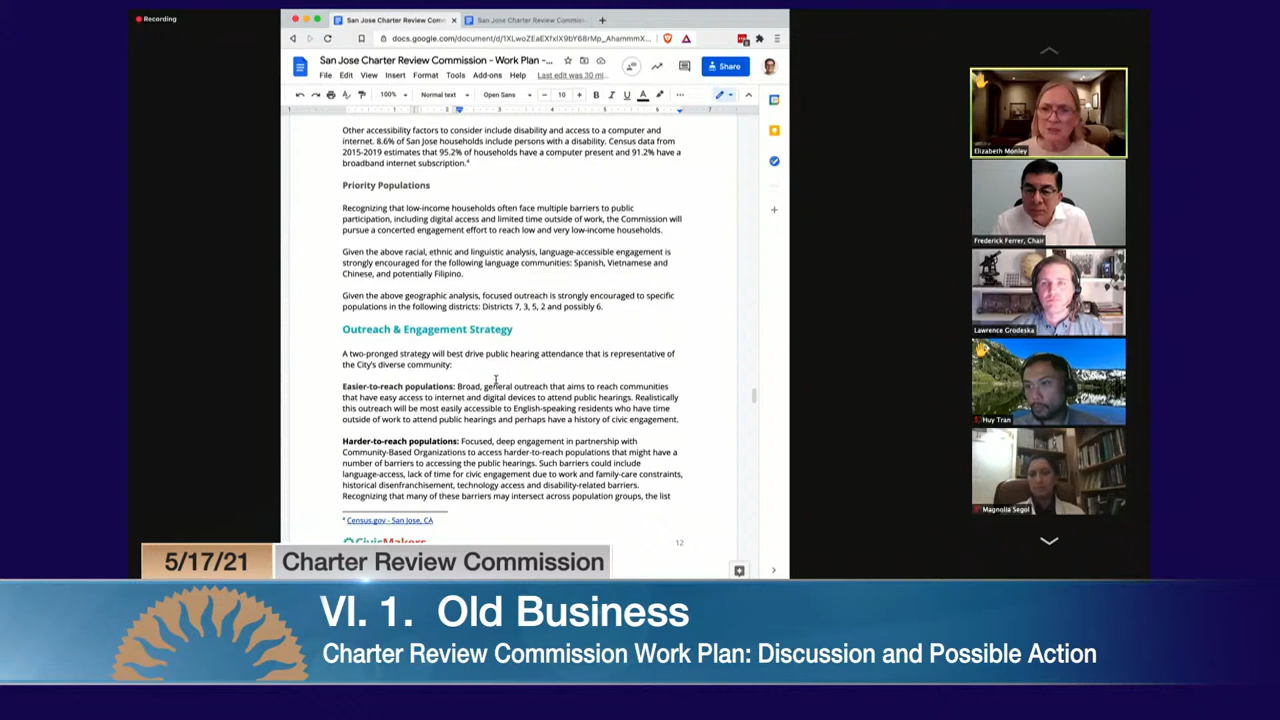 Recording
San Jose Charter Review Com
San Jose Charter Review Commiss
docs.google.com/document/d/1XLwoZEaEXfxlX9bY68rMp_AhammmX...
San Jose Charter Review Commission - Work Plan -...
Share
File Edit View Insert Format Tools Add-ons Help Last edit was 30 mi...
100% Normal text Open Sans 10 B I U A
Other accessibility factors to consider include disability and access to a computer and
internet. 8.6% of San Jose households include persons with a disability. Census data from
2015-2019 estimates that 95.2% of households have a computer present and 91.2% have a
broadband internet subscription.4
Priority Populations
Recognizing that low-income households often face multiple barriers to public
participation, including digital access and limited time outside of work, the Commission will
pursue a concerted engagement effort to reach low and very low-income households.
Given the above racial, ethnic and linguistic analysis, language-accessible engagement is
strongly encouraged for the following language communities: Spanish, Vietnamese and
Chinese, and potentially Filipino.
Given the above geographic analysis, focused outreach is strongly encouraged to specific
populations in the following districts: Districts 7, 3, 5, 2 and possibly 6.
Outreach & Engagement Strategy
A two-pronged strategy will best drive public hearing attendance that is representative of
the City's diverse community:
Easier-to-reach populations: Broad, general outreach that aims to reach communities
that have easy access to internet and digital devices to attend public hearings. Realistically
this outreach will be most easily accessible to English-speaking residents who have time
outside of work to attend public hearings and perhaps have a history of civic engagement.
Harder-to-reach populations: Focused, deep engagement in partnership with
Community-Based Organizations to access harder-to-reach populations that might have a
number of barriers to accessing the public hearings. Such barriers could include
language-access, lack of time for civic engagement due to work and family-care constraints,
historical disenfranchisement, technology access and disability-related barriers.
Recognizing that many of these barriers may intersect across population groups, the list
4 Census.gov - San Jose, CA
CivicMakers
12
Elizabeth Monley
Frederick Ferrer, Chair
Lawrence Grodeska
Huy Tran
Magnolia Segol
5/17/21 Charter Review Commission
VI. 1. Old Business
Charter Review Commission Work Plan: Discussion and Possible Action